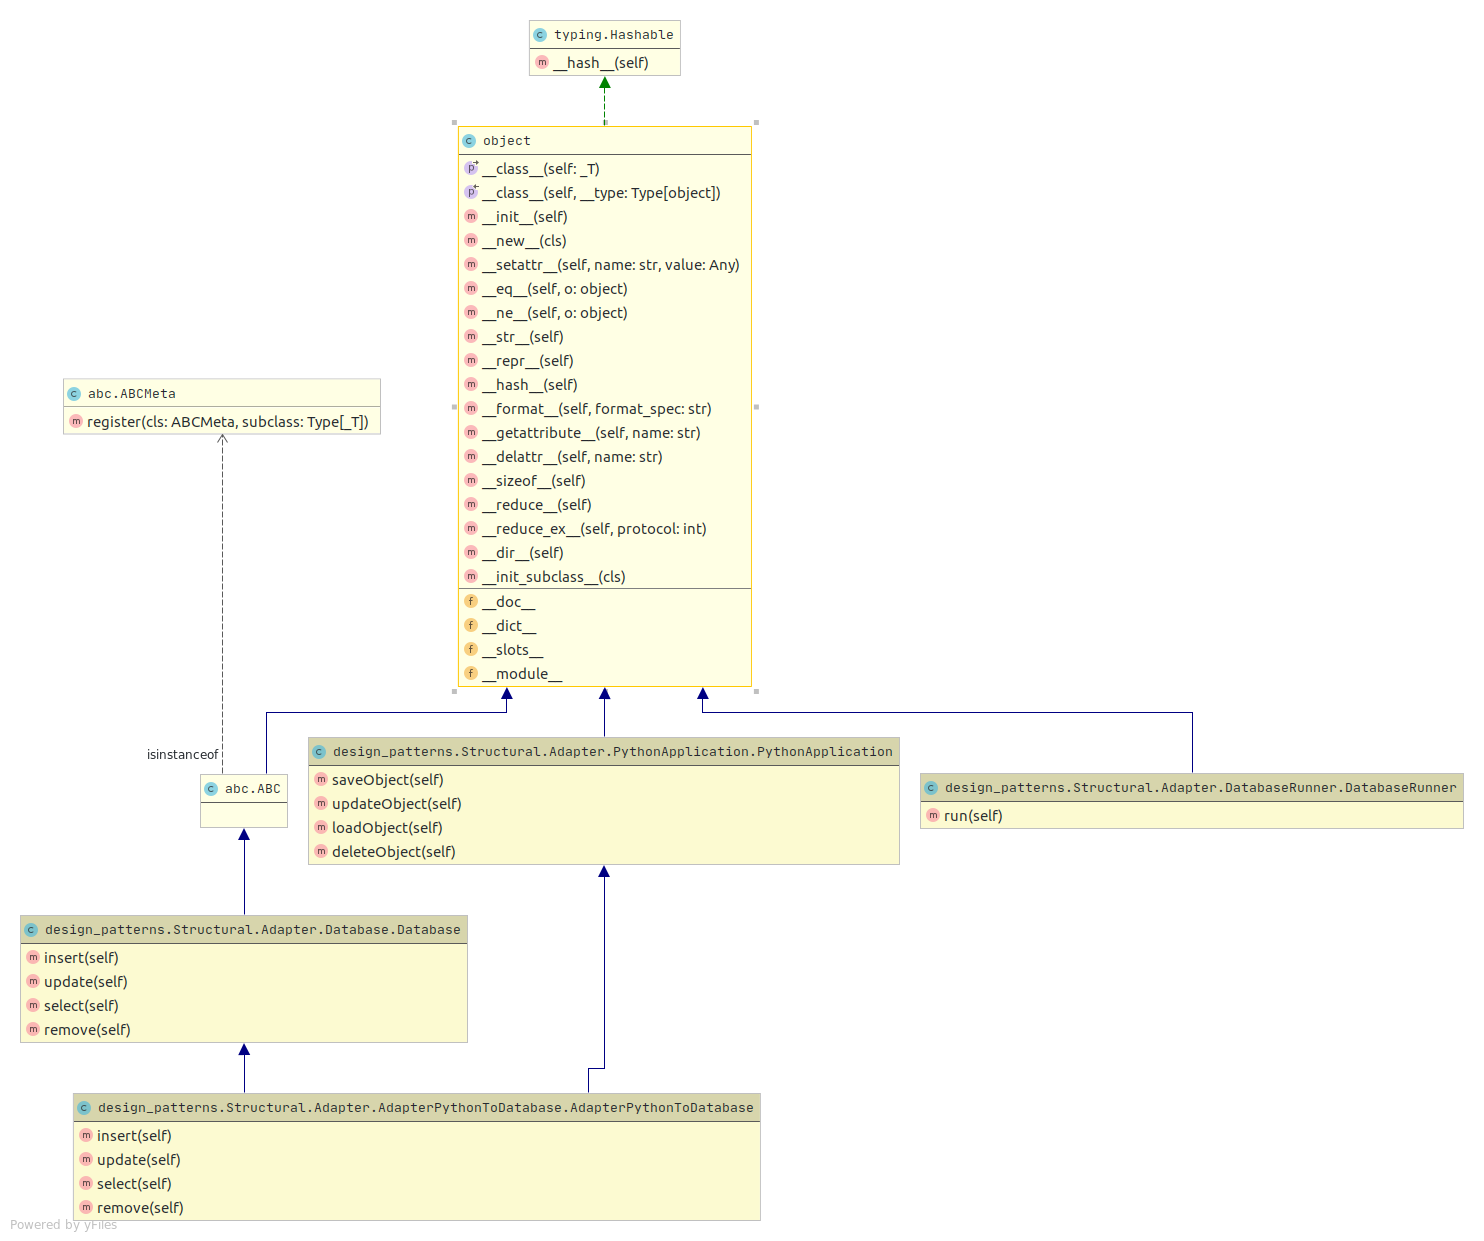 typing.Hashable
__hash__(self)
object
__class__(self: _T)
__class__(self, __type: Type[object])
__init__(self)
__new__(cls)
__setattr__(self, name: str, value: Any)
__eq__(self, o: object)
__ne__(self, o: object)
__str__(self)
__repr__(self)
__hash__(self)
__format__(self, format_spec: str)
__getattribute__(self, name: str)
__delattr__(self, name: str)
__sizeof__(self)
__reduce__(self)
__reduce_ex__(self, protocol: int)
__dir__(self)
__init_subclass__(cls)
__doc__
__dict__
__slots__
__module__
abc.ABCMeta
register(cls: ABCMeta, subclass: Type[_T])
isinstanceof
abc.ABC
design_patterns.Structural.Adapter.PythonApplication.PythonApplication
saveObject(self)
updateObject(self)
loadObject(self)
deleteObject(self)
design_patterns.Structural.Adapter.DatabaseRunner.DatabaseRunner
run(self)
design_patterns.Structural.Adapter.Database.Database
insert(self)
update(self)
select(self)
remove(self)
design_patterns.Structural.Adapter.AdapterPythonToDatabase.AdapterPythonToDatabase
insert(self)
update(self)
select(self)
remove(self)
Powered by yFiles